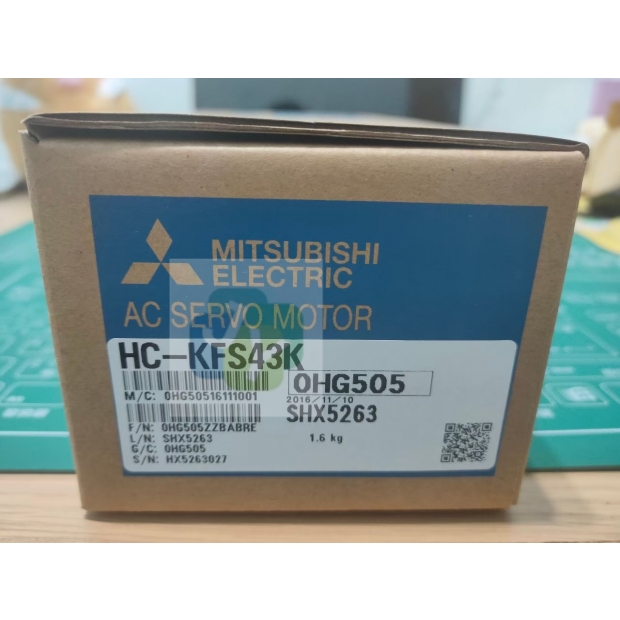 MITSUBISHI
ELECTRIC
AC SERVO MOTOR
HC-KFS43K
0HG505
M/C: 0HG50516111001
2016/11/10
SHX5263
F/N: 0HG505ZZBABRE
L/N: SHX5263
1.6 kg
G/C: 0HG505
S/N: HX5263027